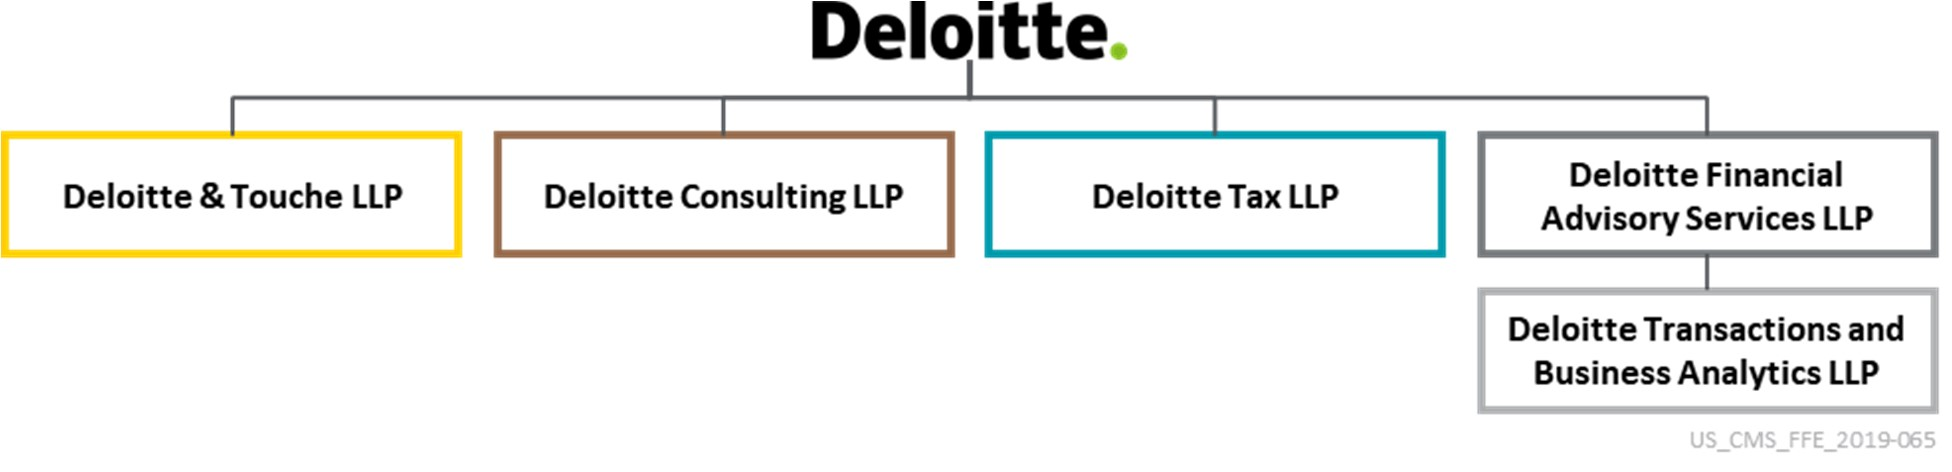 Deloitte.
Deloitte & Touche LLP
Deloitte Consulting LLP
Deloitte Tax LLP
Deloitte Financial
Advisory Services LLP
Deloitte Transactions and
Business Analytics LLP
US_CMS_FFE_2019-065